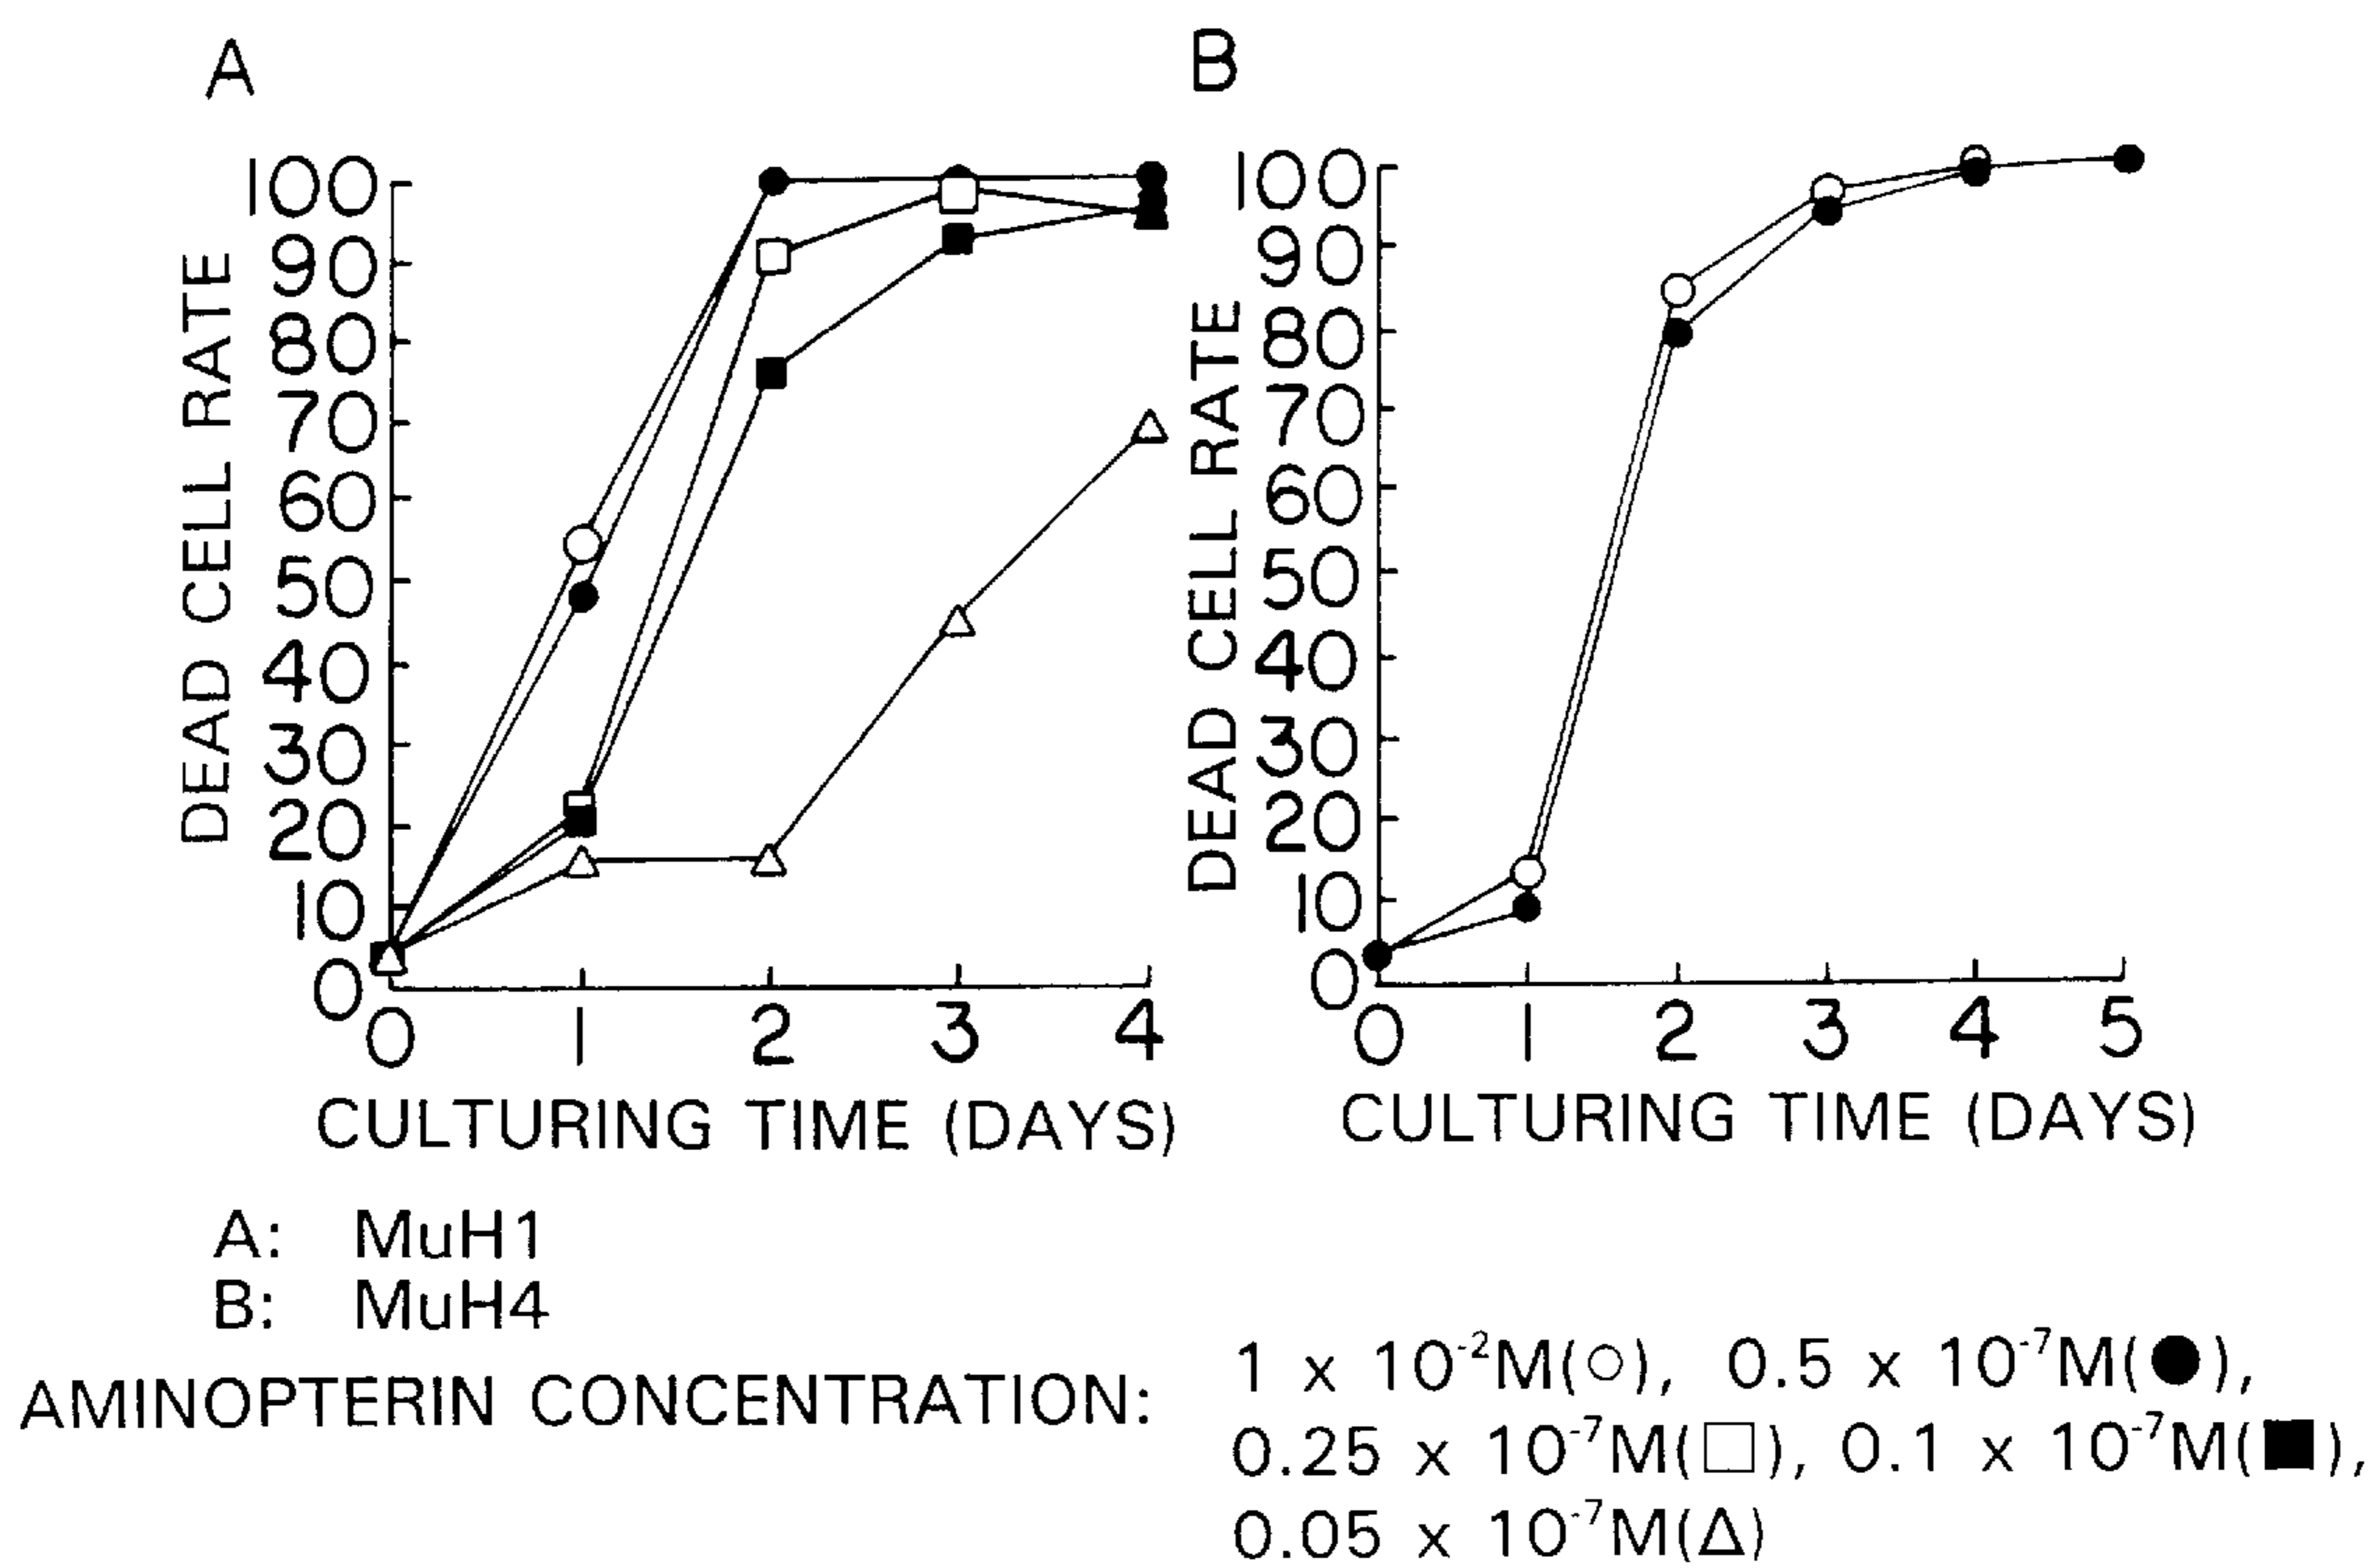 A
B
DEAD CELL RATE
100
90
80
70
60
50
40
30
20
10
0
0 1 2 3 4
CULTURING TIME (DAYS)
DEAD CELL RATE
100
90
80
70
60
50
40
30
20
10
0
0 1 2 3 4 5
CULTURING TIME (DAYS)
A: MuH1
B: MuH4
AMINOPTERIN CONCENTRATION:
1 x 10⁻²M(○), 0.5 x 10⁻⁷M(●),
0.25 x 10⁻⁷M(□), 0.1 x 10⁻⁷M(■),
0.05 x 10⁻⁷M(△)